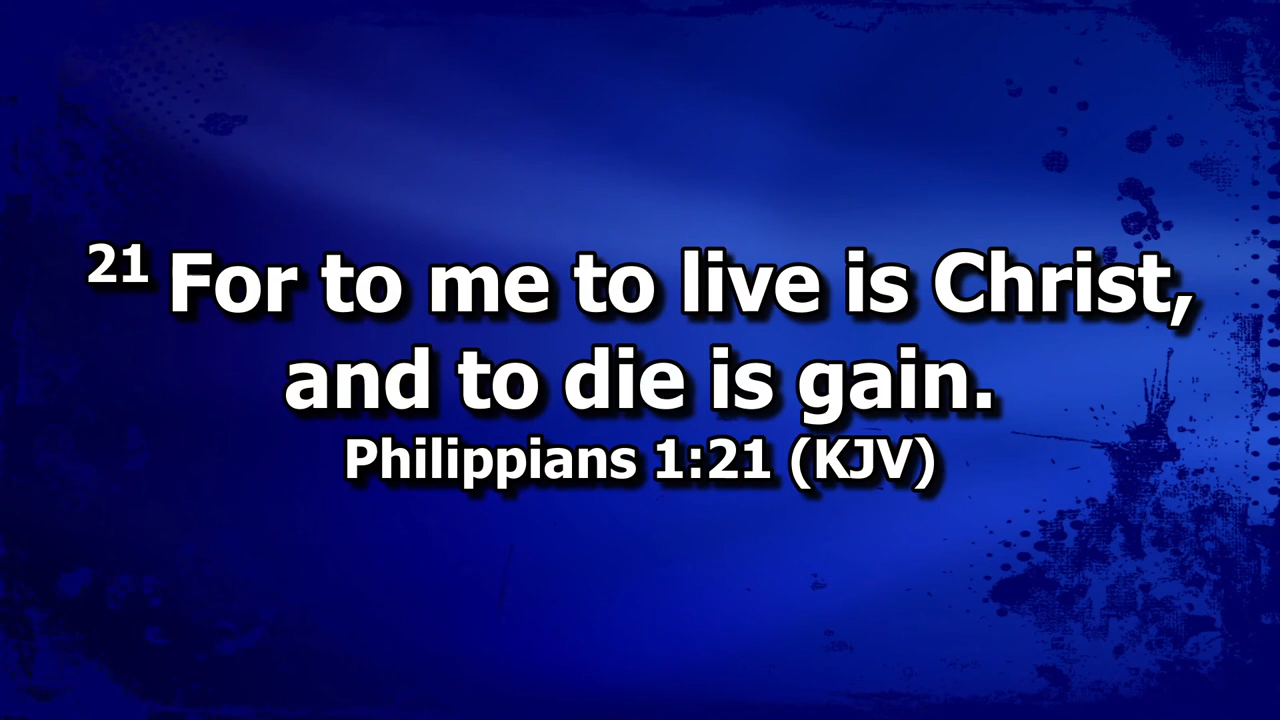 21 For to me to live is Christ,
and to die is gain.
Philippians 1:21 (KJV)